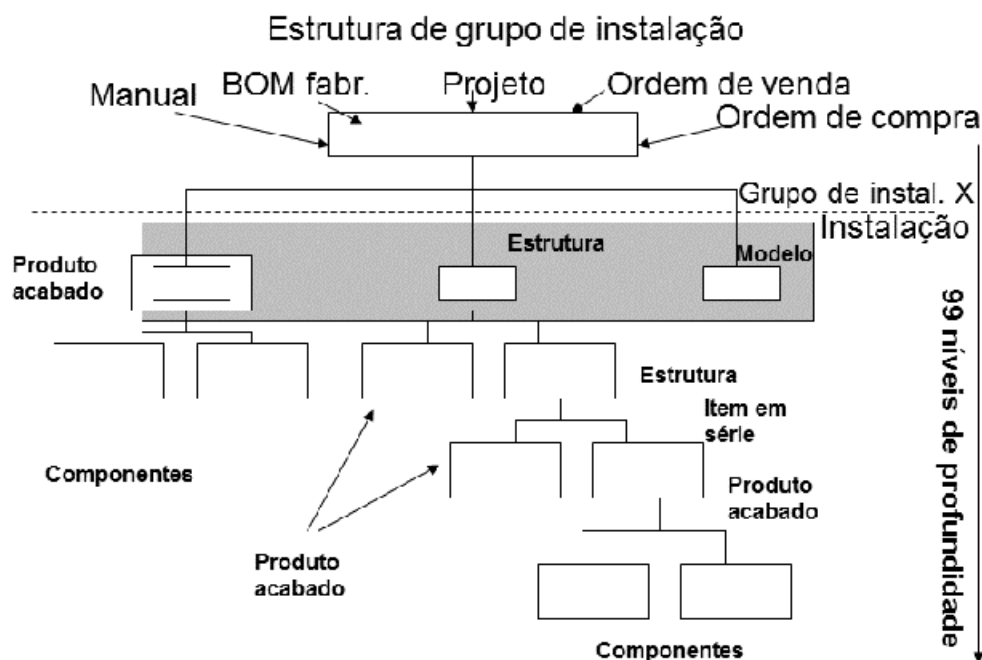 Estrutura de grupo de instalação
Manual
BOM fabr.
Projeto
Ordem de venda
Ordem de compra
Grupo de instal. X
Instalação
Estrutura
Modelo
Produto
acabado
99 níveis de profundidade
Estrutura
Item em
série
Componentes
Produto
acabado
Produto
acabado
Componentes